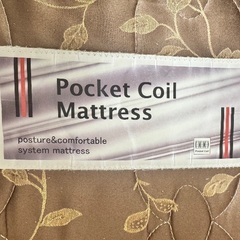 Pocket Coil
Mattress
posture&comfortable
system mattress